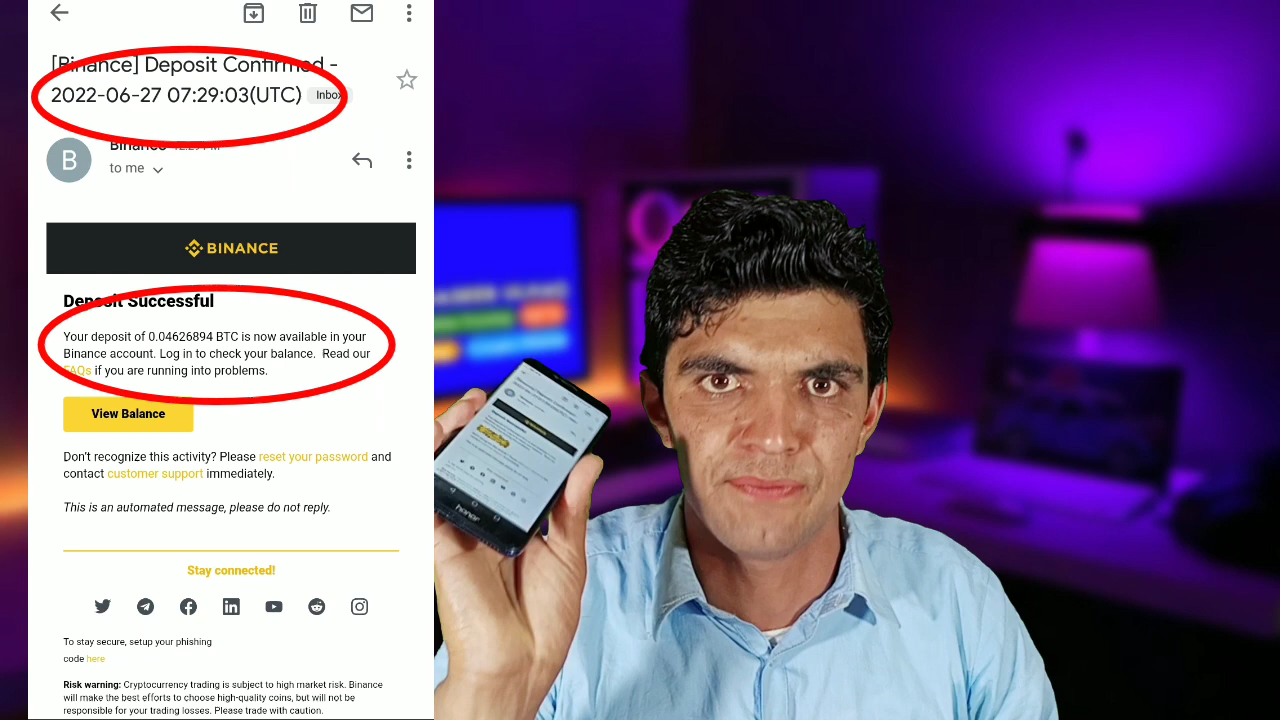 [Binance] Deposit Confirmed -
2022-06-27 07:29:03(UTC) Inbox
Binance
to me
B
BINANCE
Deposit Successful
Your deposit of 0.04626894 BTC is now available in your
Binance account. Log in to check your balance. Read our
FAQs if you are running into problems.
View Balance
Don't recognize this activity? Please reset your password and
contact customer support immediately.
This is an automated message, please do not reply.
Stay connected!
To stay secure, setup your phishing
code here
Risk warning: Cryptocurrency trading is subject to high market risk. Binance
will make the best efforts to choose high-quality coins, but will not be
responsible for your trading losses. Please trade with caution.
honor